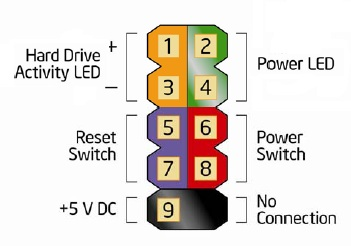 Hard Drive
Activity LED
+
−
1
2
3
4
Power LED
Reset
Switch
5
6
7
8
Power
Switch
+5 V DC
9
No
Connection